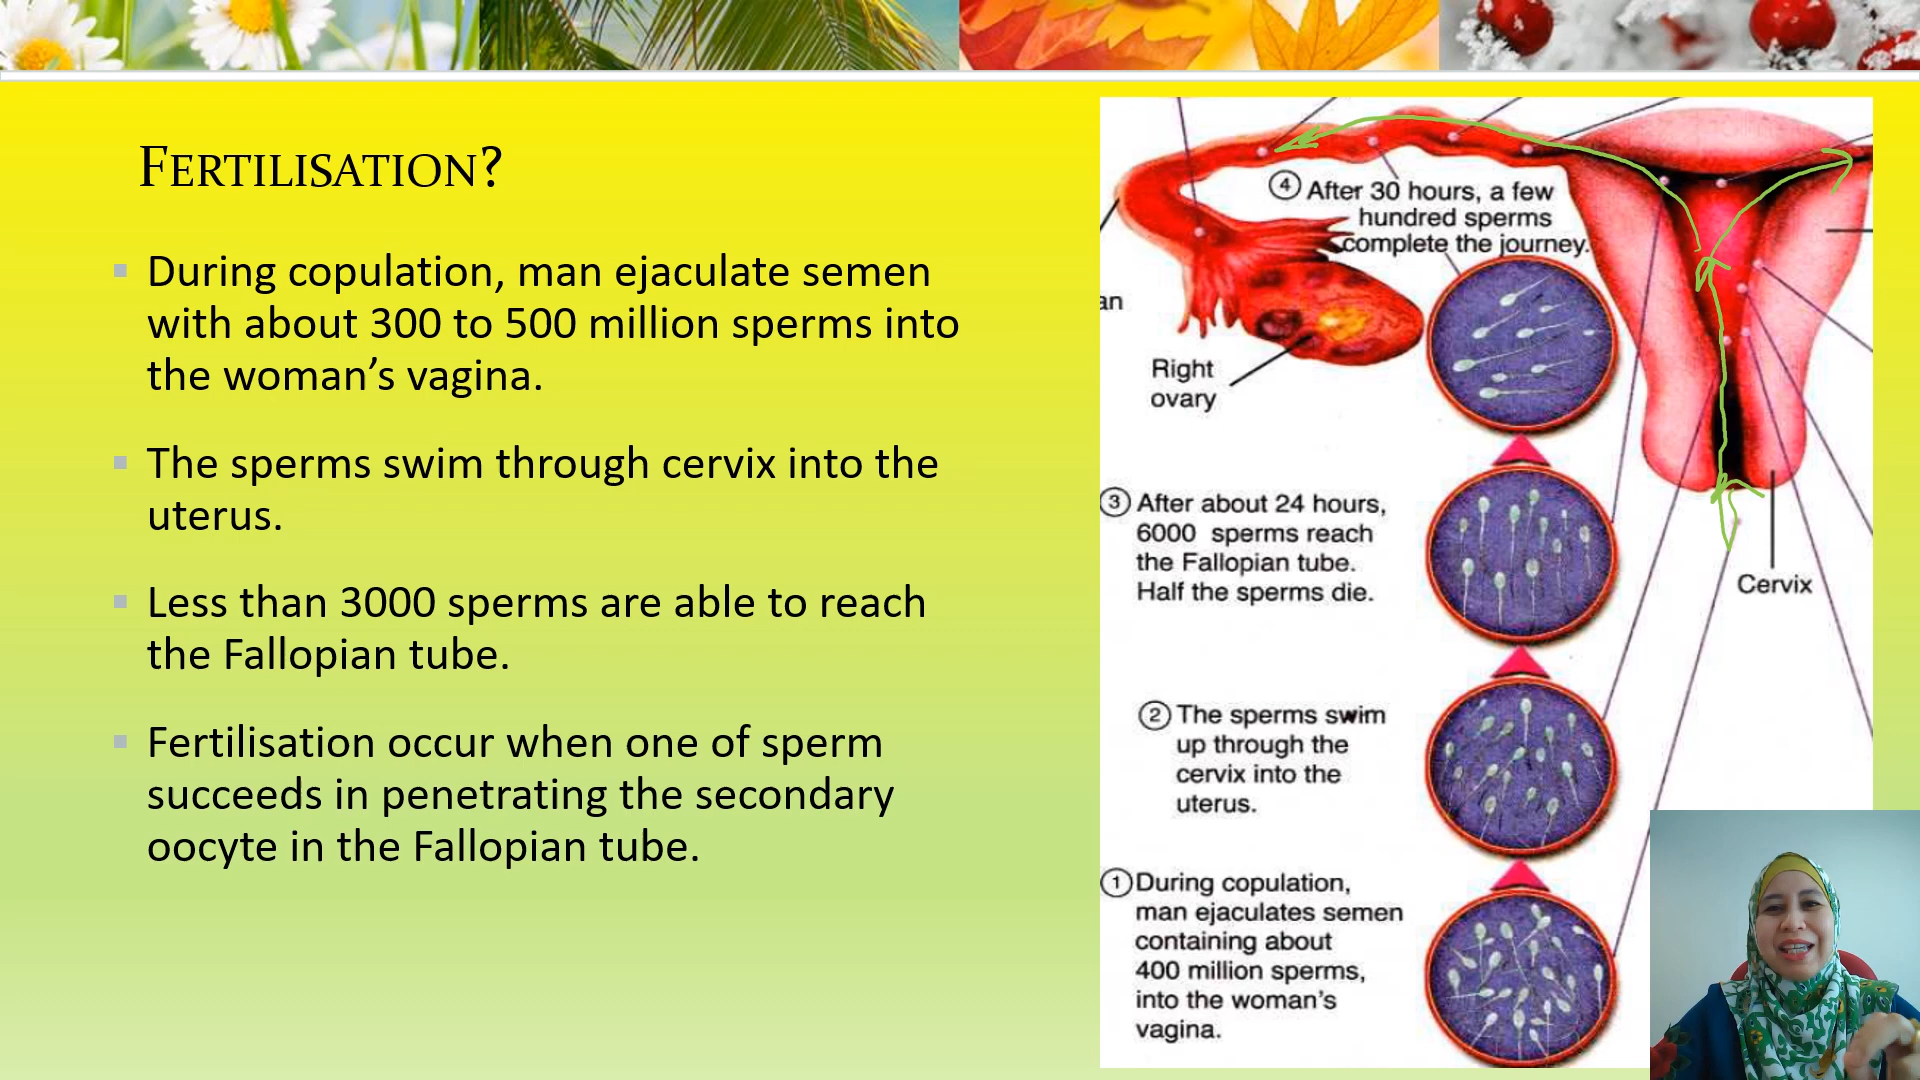 FERTILISATION?
During copulation, man ejaculate semen
with about 300 to 500 million sperms into
the woman’s vagina.
The sperms swim through cervix into the
uterus.
Less than 3000 sperms are able to reach
the Fallopian tube.
Fertilisation occur when one of sperm
succeeds in penetrating the secondary
oocyte in the Fallopian tube.
4 After 30 hours, a few
hundred sperms
complete the journey.
an
Right
ovary
3 After about 24 hours,
6000 sperms reach
the Fallopian tube.
Half the sperms die.
Cervix
2 The sperms swim
up through the
cervix into the
uterus.
1 During copulation,
man ejaculates semen
containing about
400 million sperms,
into the woman’s
vagina.